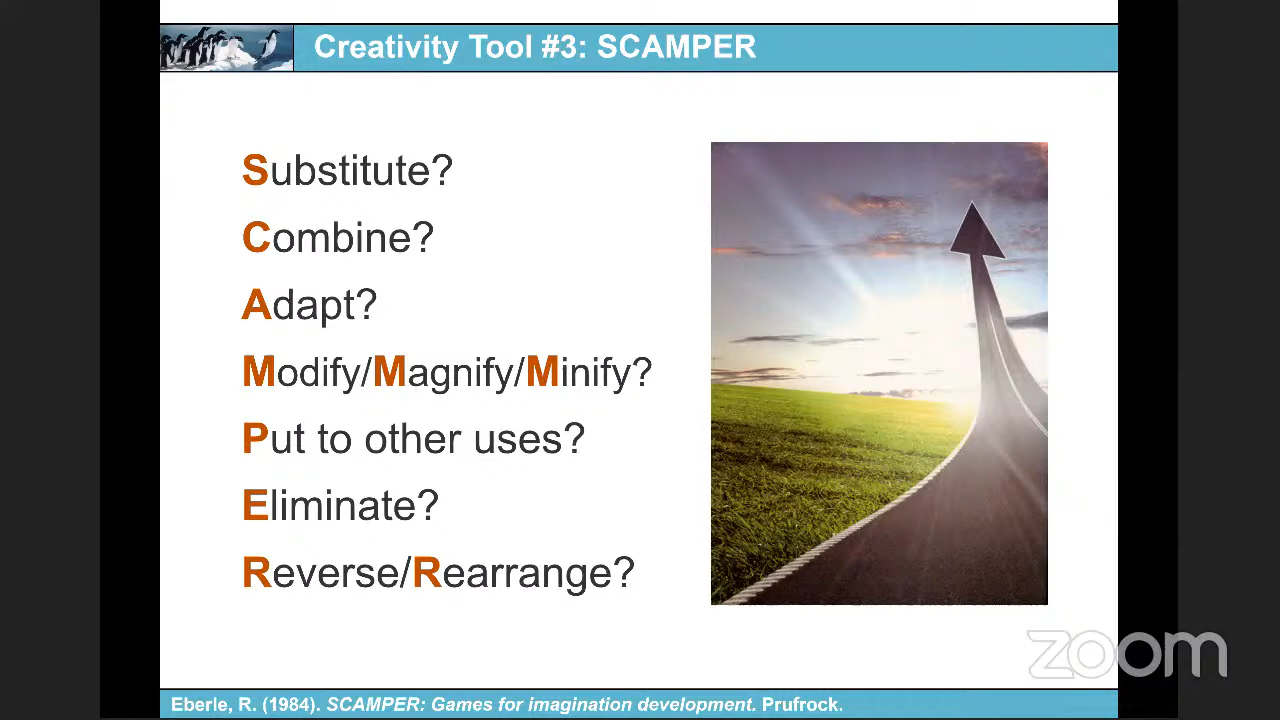 Creativity Tool #3: SCAMPER
Substitute?
Combine?
Adapt?
Modify/Magnify/Minify?
Put to other uses?
Eliminate?
Reverse/Rearrange?
zoom
Eberle, R. (1984). SCAMPER: Games for imagination development. Prufrock.